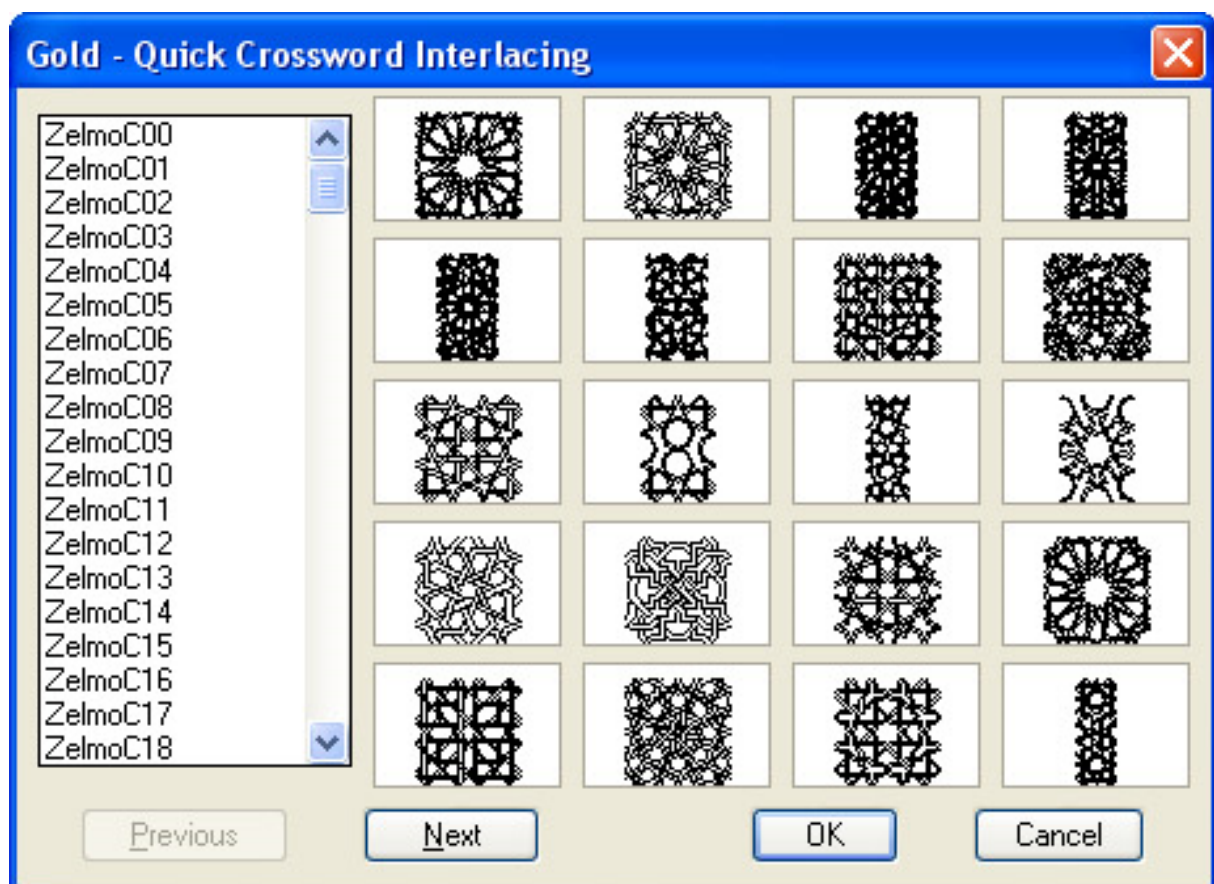 Gold - Quick Crossword Interlacing
ZelmoC00
ZelmoC01
ZelmoC02
ZelmoC03
ZelmoC04
ZelmoC05
ZelmoC06
ZelmoC07
ZelmoC08
ZelmoC09
ZelmoC10
ZelmoC11
ZelmoC12
ZelmoC13
ZelmoC14
ZelmoC15
ZelmoC16
ZelmoC17
ZelmoC18
Previous Next OK Cancel